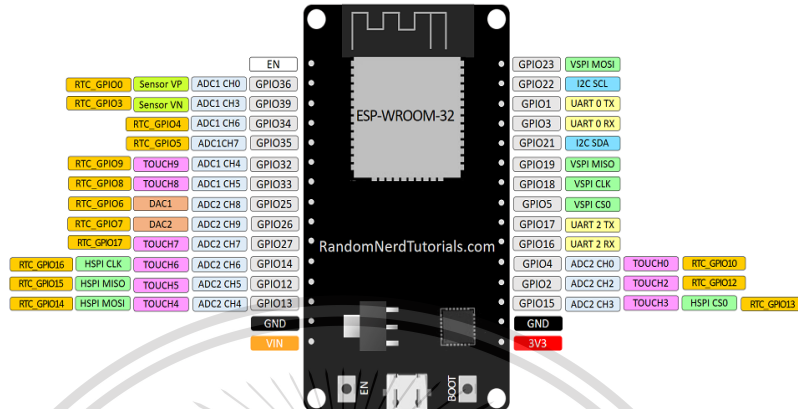 EN GPIO23 VSPI MOSI
RTC_GPIO0 Sensor VP ADC1 CH0 GPIO36 GPIO22 I2C SCL
RTC_GPIO3 Sensor VN ADC1 CH3 GPIO39 GPIO1 UART 0 TX
RTC_GPIO4 ADC1 CH6 GPIO34 ESP-WROOM-32 GPIO3 UART 0 RX
RTC_GPIO5 ADC1CH7 GPIO35 GPIO21 I2C SDA
RTC_GPIO9 TOUCH9 ADC1 CH4 GPIO32 GPIO19 VSPI MISO
RTC_GPIO8 TOUCH8 ADC1 CH5 GPIO33 GPIO18 VSPI CLK
RTC_GPIO6 DAC1 ADC2 CH8 GPIO25 GPIO5 VSPI CS0
RTC_GPIO7 DAC2 ADC2 CH9 GPIO26 GPIO17 UART 2 TX
RTC_GPIO17 TOUCH7 ADC2 CH7 GPIO27 RandomNerdTutorials.com GPIO16 UART 2 RX
RTC_GPIO16 HSPI CLK TOUCH6 ADC2 CH6 GPIO14 GPIO4 ADC2 CH0 TOUCH0 RTC_GPIO10
RTC_GPIO15 HSPI MISO TOUCH5 ADC2 CH5 GPIO12 GPIO2 ADC2 CH2 TOUCH2 RTC_GPIO12
RTC_GPIO14 HSPI MOSI TOUCH4 ADC2 CH4 GPIO13 GPIO15 ADC2 CH3 TOUCH3 HSPI CS0 RTC_GPIO13
GND GND
VIN 3V3
EN BOOT